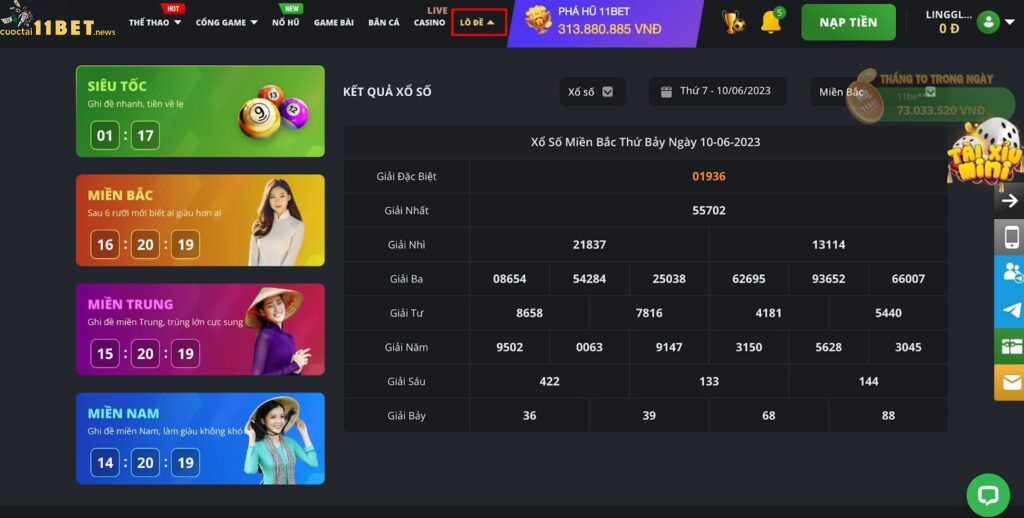 cuoctai11BET.news
THỂ THAO HOT
CỔNG GAME
NỔ HŨ NEW
GAME BÀI
BẮN CÁ
LIVE
CASINO
LÔ ĐỀ
PHÁ HŨ 11BET
313.880.885 VNĐ
5
NẠP TIỀN
LINGGL...
0 Đ
SIÊU TỐC
Ghi đề nhanh, tiền về lẹ
01 : 17
9 13 12
MIỀN BẮC
Sau 6 rưỡi mới biết ai giàu hơn ai
16 : 20 : 19
MIỀN TRUNG
Ghi đề miền Trung, trúng lớn cực sung
15 : 20 : 19
MIỀN NAM
Ghi đề miền Nam, làm giàu không khó
14 : 20 : 19
KẾT QUẢ XỔ SỐ
Xổ số
Thứ 7 - 10/06/2023
Miền Bắc
THẮNG TO TRONG NGÀY
73.033.520 VNĐ
TÀI XỈU
mini
Xổ Số Miền Bắc Thứ Bảy Ngày 10-06-2023
Giải Đặc Biệt 01936
Giải Nhất 55702
Giải Nhì 21837 13114
Giải Ba 08654 54284 25038 62695 93652 66007
Giải Tư 8658 7816 4181 5440
Giải Năm 9502 0063 9147 3150 5628 3045
Giải Sáu 422 133 144
Giải Bảy 36 39 68 88